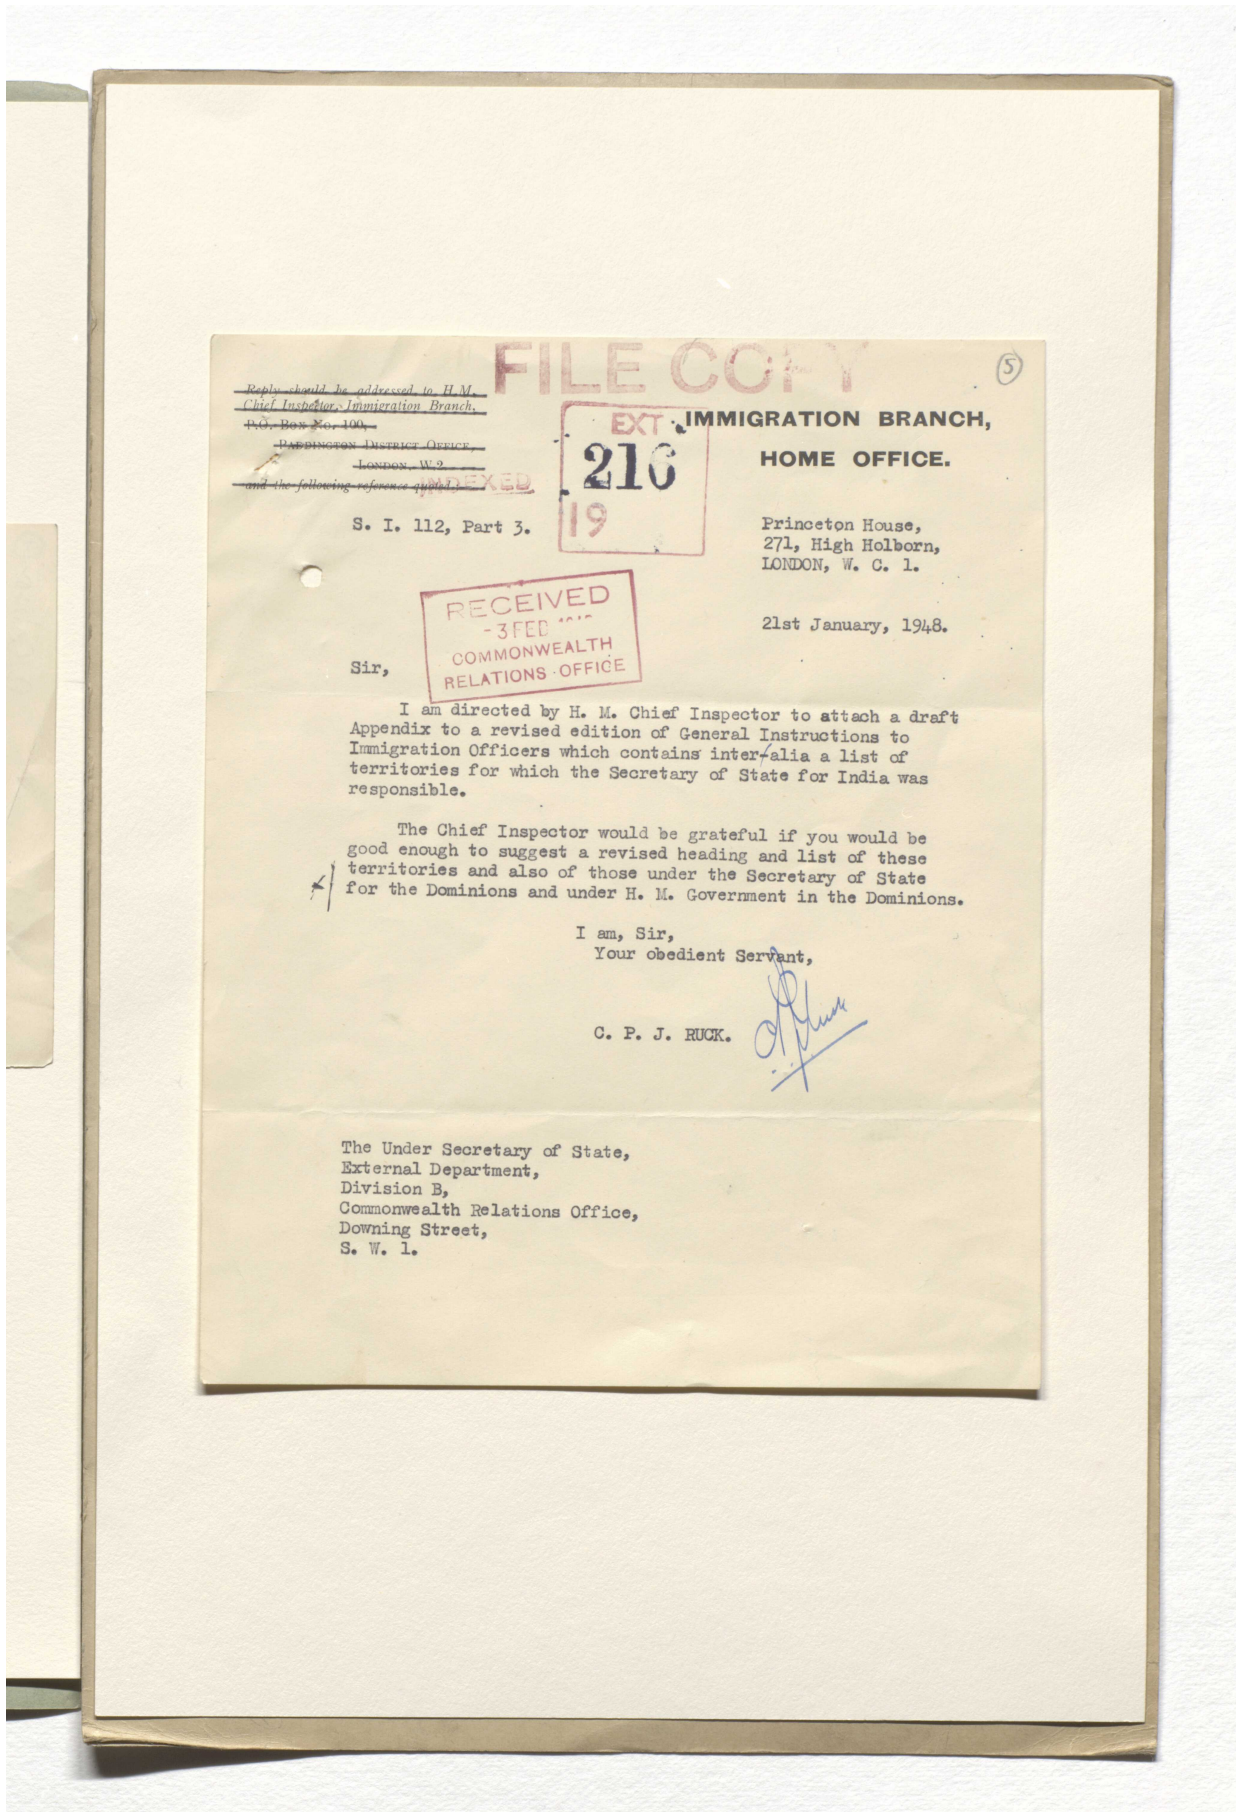 FILE COPY
5
Reply should be addressed to H.M.
Chief Inspector, Immigration Branch,
P.O. Box No. 100,
PADDINGTON DISTRICT OFFICE,
LONDON, W.2
and the following reference quoted:
INDEXED
EXT
216
19
IMMIGRATION BRANCH,
HOME OFFICE.
S. I. 112, Part 3.
Princeton House,
271, High Holborn,
LONDON, W. C. 1.
21st January, 1948.
RECEIVED
-3 FEB
COMMONWEALTH
RELATIONS OFFICE
Sir,
I am directed by H. M. Chief Inspector to attach a draft
Appendix to a revised edition of General Instructions to
Immigration Officers which contains inter-alia a list of
territories for which the Secretary of State for India was
responsible.
The Chief Inspector would be grateful if you would be
good enough to suggest a revised heading and list of these
territories and also of those under the Secretary of State
for the Dominions and under H. M. Government in the Dominions.
I am, Sir,
Your obedient Servant,
C. P. J. RUCK.
The Under Secretary of State,
External Department,
Division B,
Commonwealth Relations Office,
Downing Street,
S. W. 1.